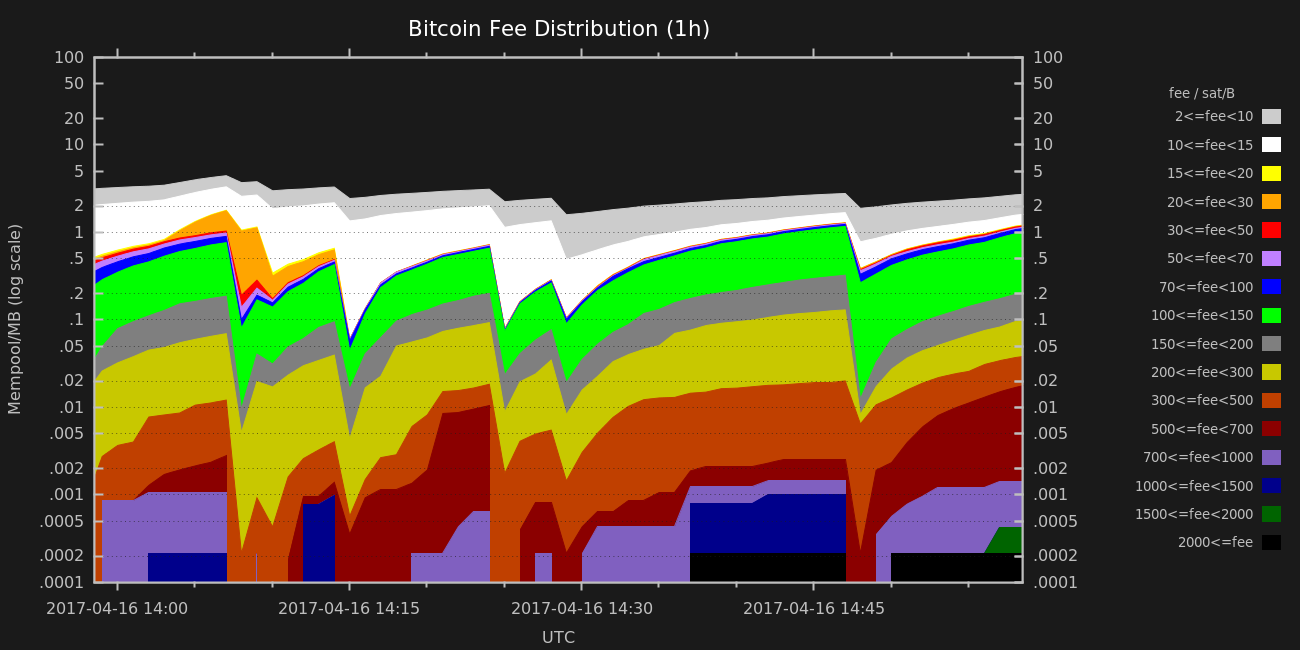 Bitcoin Fee Distribution (1h)
Mempool/MB (log scale)
100
50
20
10
5
2
1
.5
.2
.1
.05
.02
.01
.005
.002
.001
.0005
.0002
.0001
100
50
20
10
5
2
1
.5
.2
.1
.05
.02
.01
.005
.002
.001
.0005
.0002
.0001
2017-04-16 14:00 2017-04-16 14:15 2017-04-16 14:30 2017-04-16 14:45
UTC
fee / sat/B
2<=fee<10
10<=fee<15
15<=fee<20
20<=fee<30
30<=fee<50
50<=fee<70
70<=fee<100
100<=fee<150
150<=fee<200
200<=fee<300
300<=fee<500
500<=fee<700
700<=fee<1000
1000<=fee<1500
1500<=fee<2000
2000<=fee